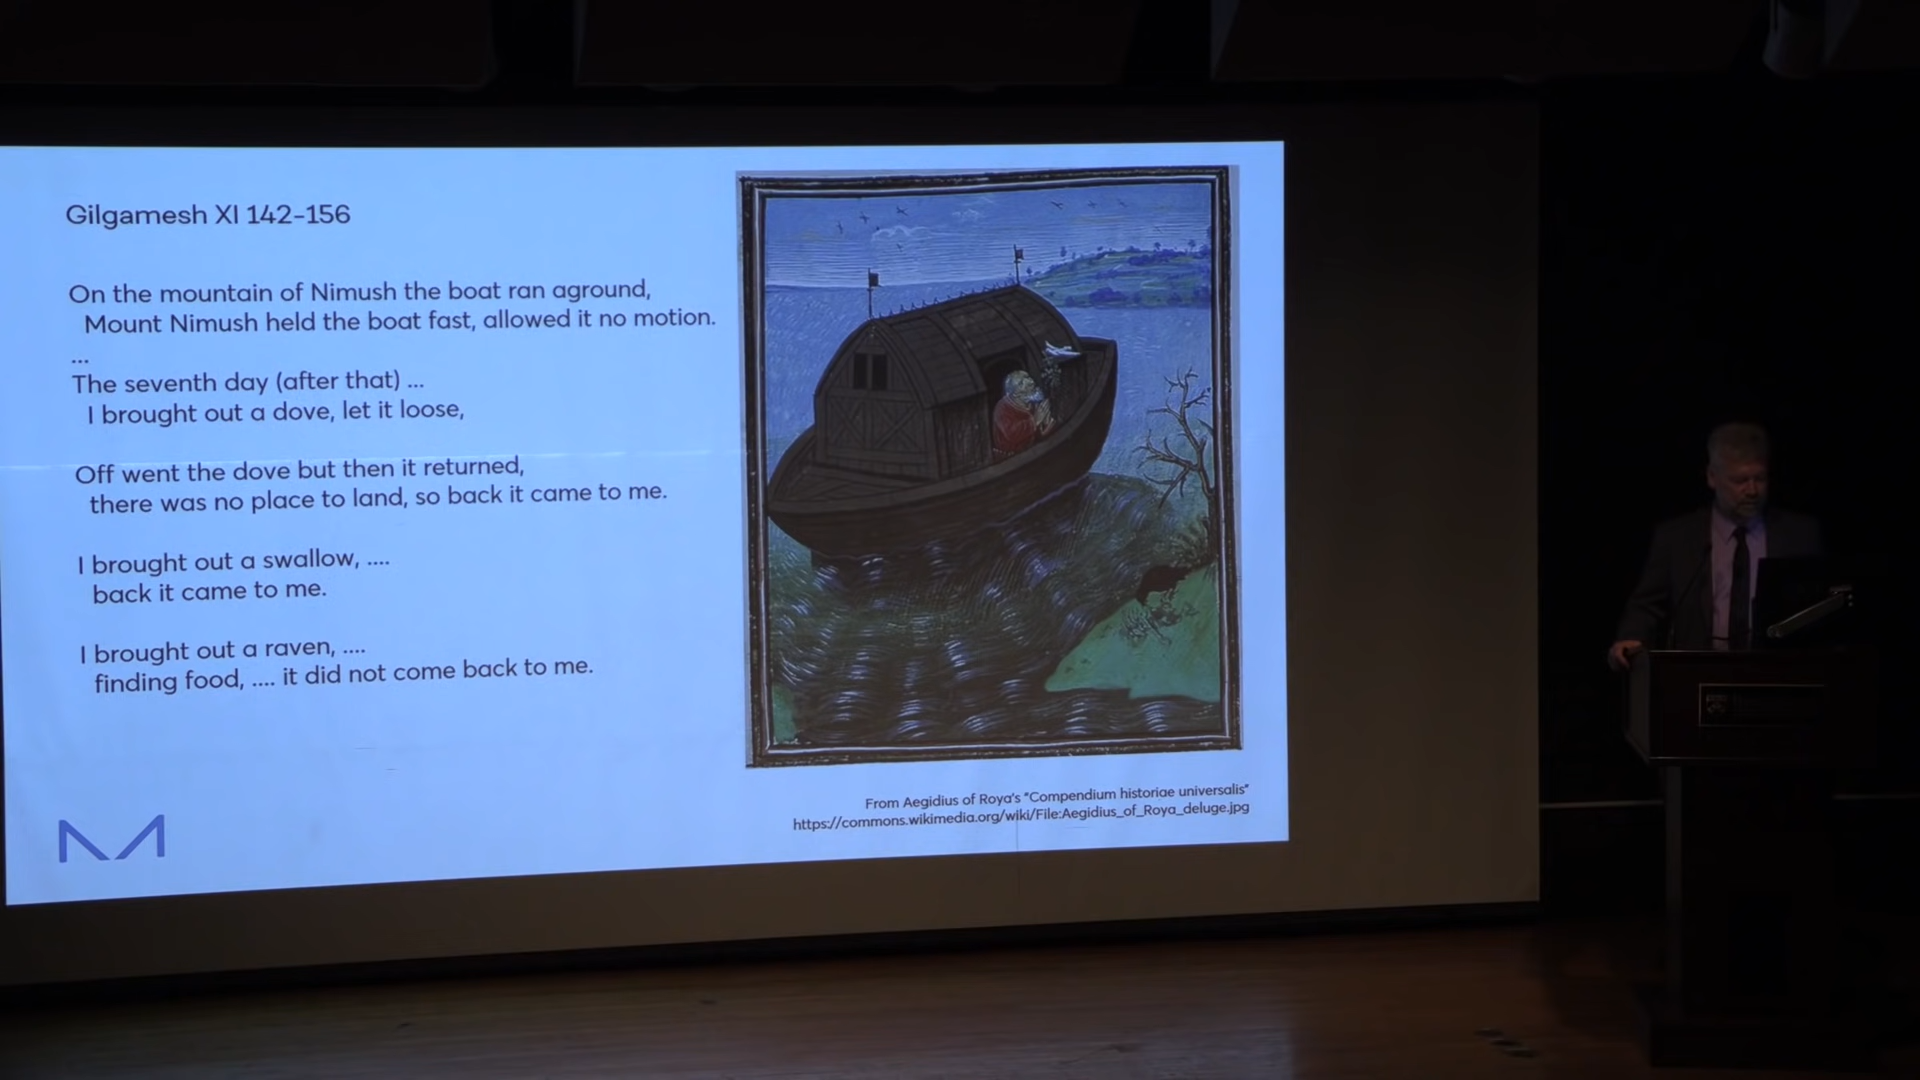 Gilgamesh XI 142-156
On the mountain of Nimush the boat ran aground,
Mount Nimush held the boat fast, allowed it no motion.
...
The seventh day (after that) ...
I brought out a dove, let it loose,
Off went the dove but then it returned,
there was no place to land, so back it came to me.
I brought out a swallow, ....
back it came to me.
I brought out a raven, ....
finding food, .... it did not come back to me.
From Aegidius of Roya's "Compendium historiae universalis"
https://commons.wikimedia.org/wiki/File:Aegidius_of_Roya_deluge.jpg